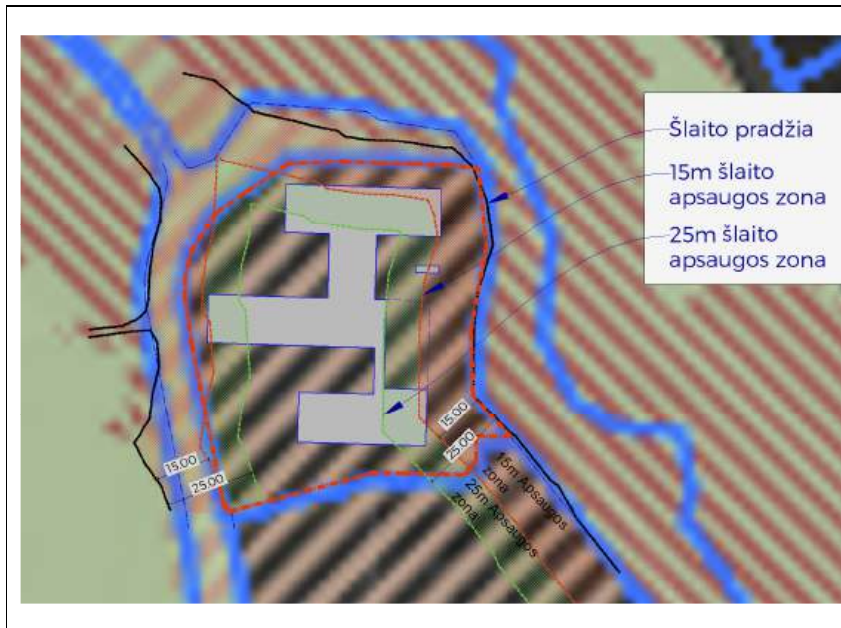 Šlaito pradžia
15m šlaito
apsaugos zona
25m šlaito
apsaugos zona
15.00
25.00
15.00
25.00
15m Apsaugos
zona
25m Apsaugos
zona